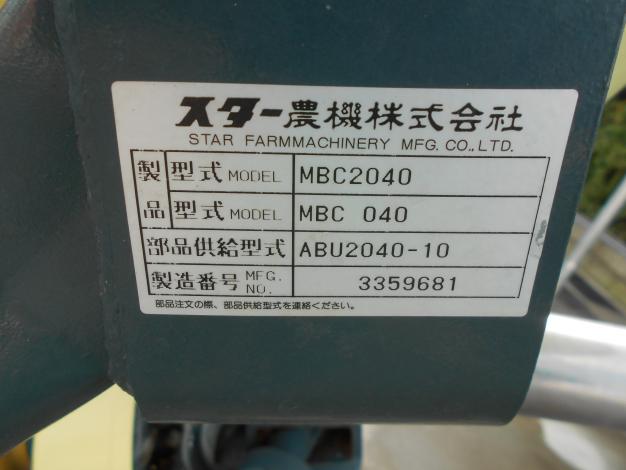 スター農機株式会社
STAR FARMMACHINERY MFG. CO., LTD.
製品 型式 MODEL MBC2040
型式 MODEL MBC 040
部品供給型式 ABU2040-10
製造番号 MFG. NO. 3359681
部品注文の際、部品供給型式を連絡ください。